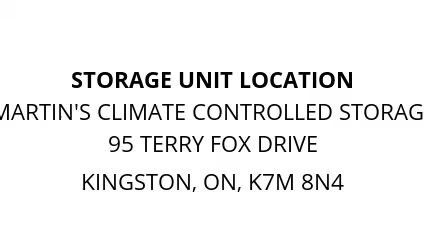 STORAGE UNIT LOCATION
MARTIN'S CLIMATE CONTROLLED STORAG
95 TERRY FOX DRIVE
KINGSTON, ON, K7M 8N4